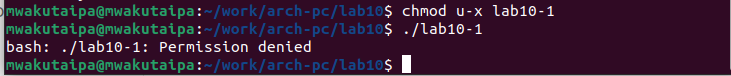 mwakutaipa@mwakutaipa:~/work/arch-pc/lab10$ chmod u-x lab10-1
mwakutaipa@mwakutaipa:~/work/arch-pc/lab10$ ./lab10-1
bash: ./lab10-1: Permission denied
mwakutaipa@mwakutaipa:~/work/arch-pc/lab10$